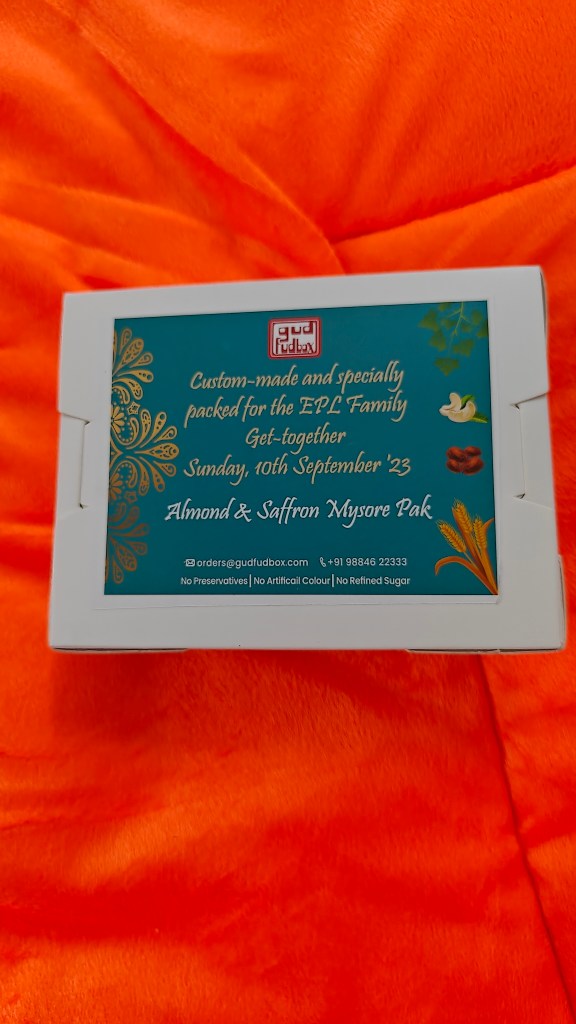 gud
fudbox
Custom-made and specially
packed for the EPL Family
Get-together
Sunday, 10th September '23
Almond & Saffron Mysore Pak
orders@gudfudbox.com +91 98846 22333
No Preservatives | No Artificail Colour | No Refined Sugar